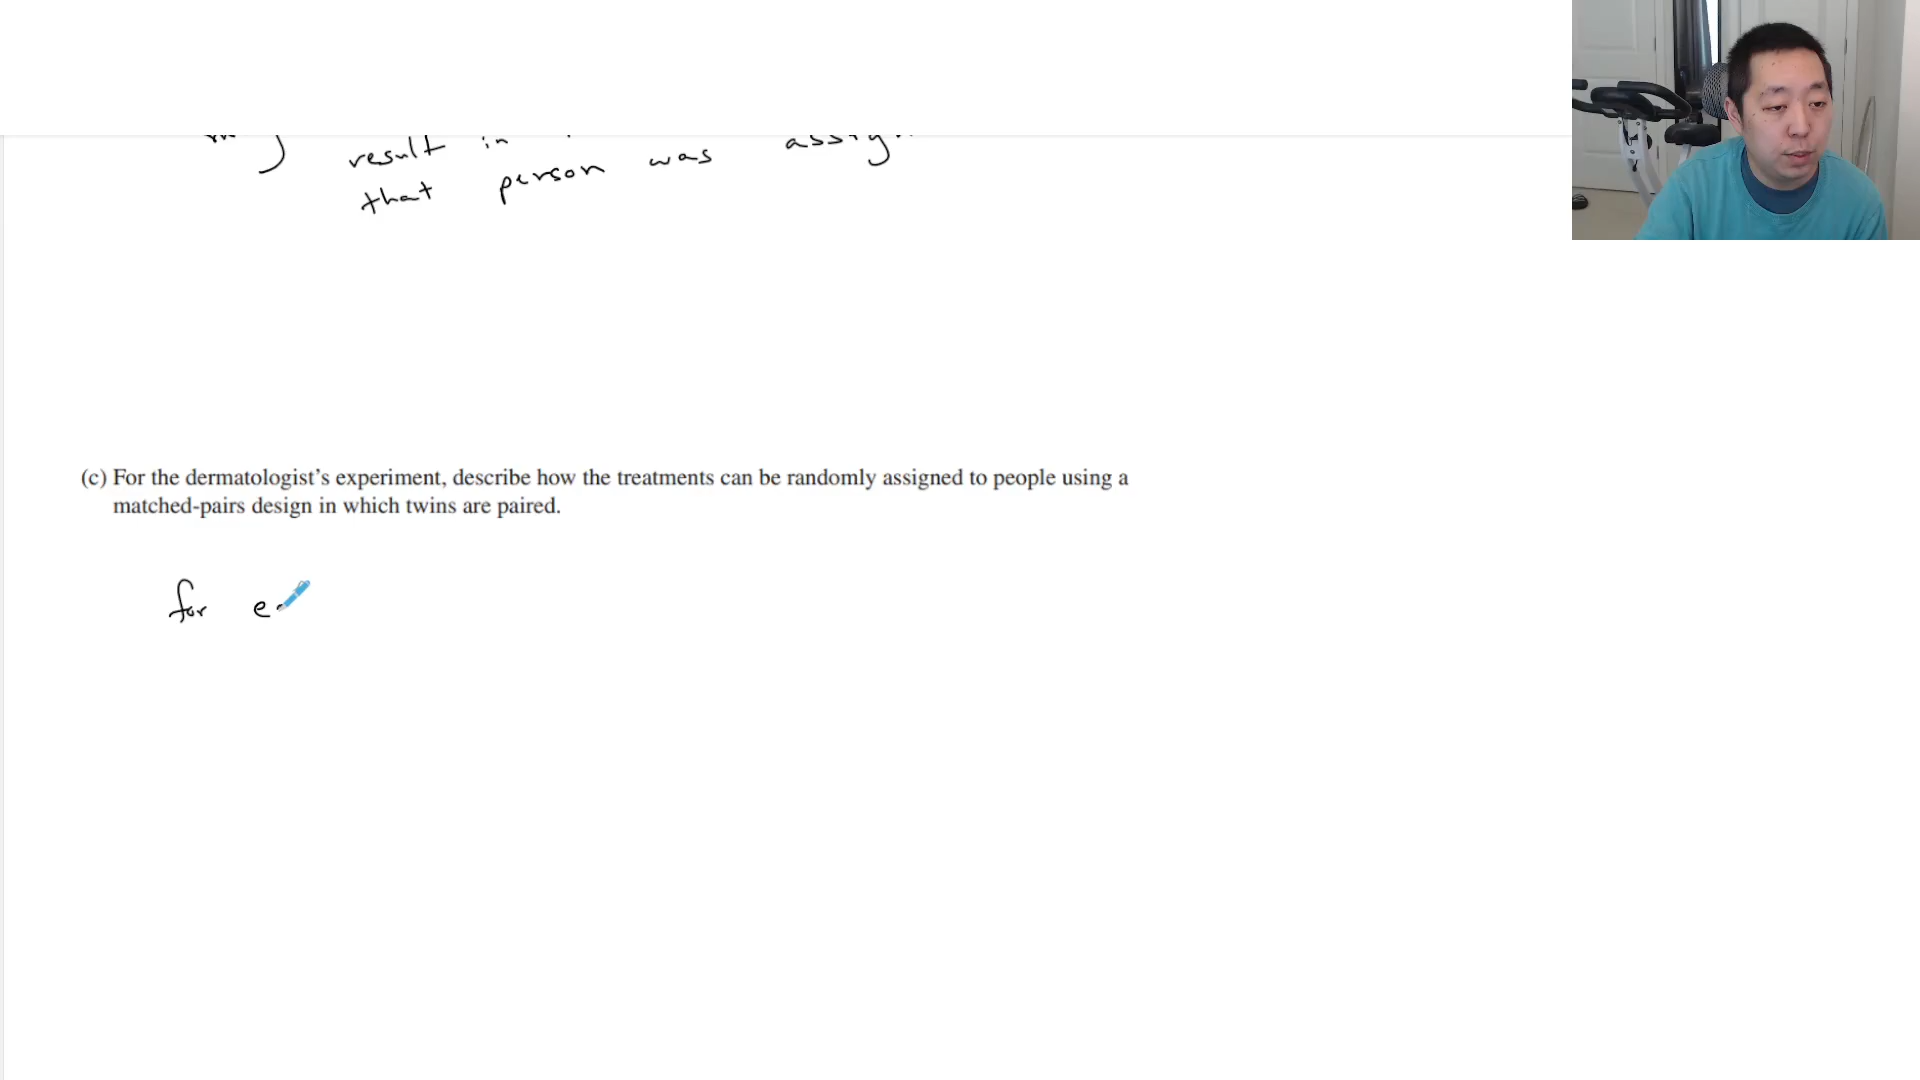 result in
that person was
(c) For the dermatologist's experiment, describe how the treatments can be randomly assigned to people using a
matched-pairs design in which twins are paired.
for e